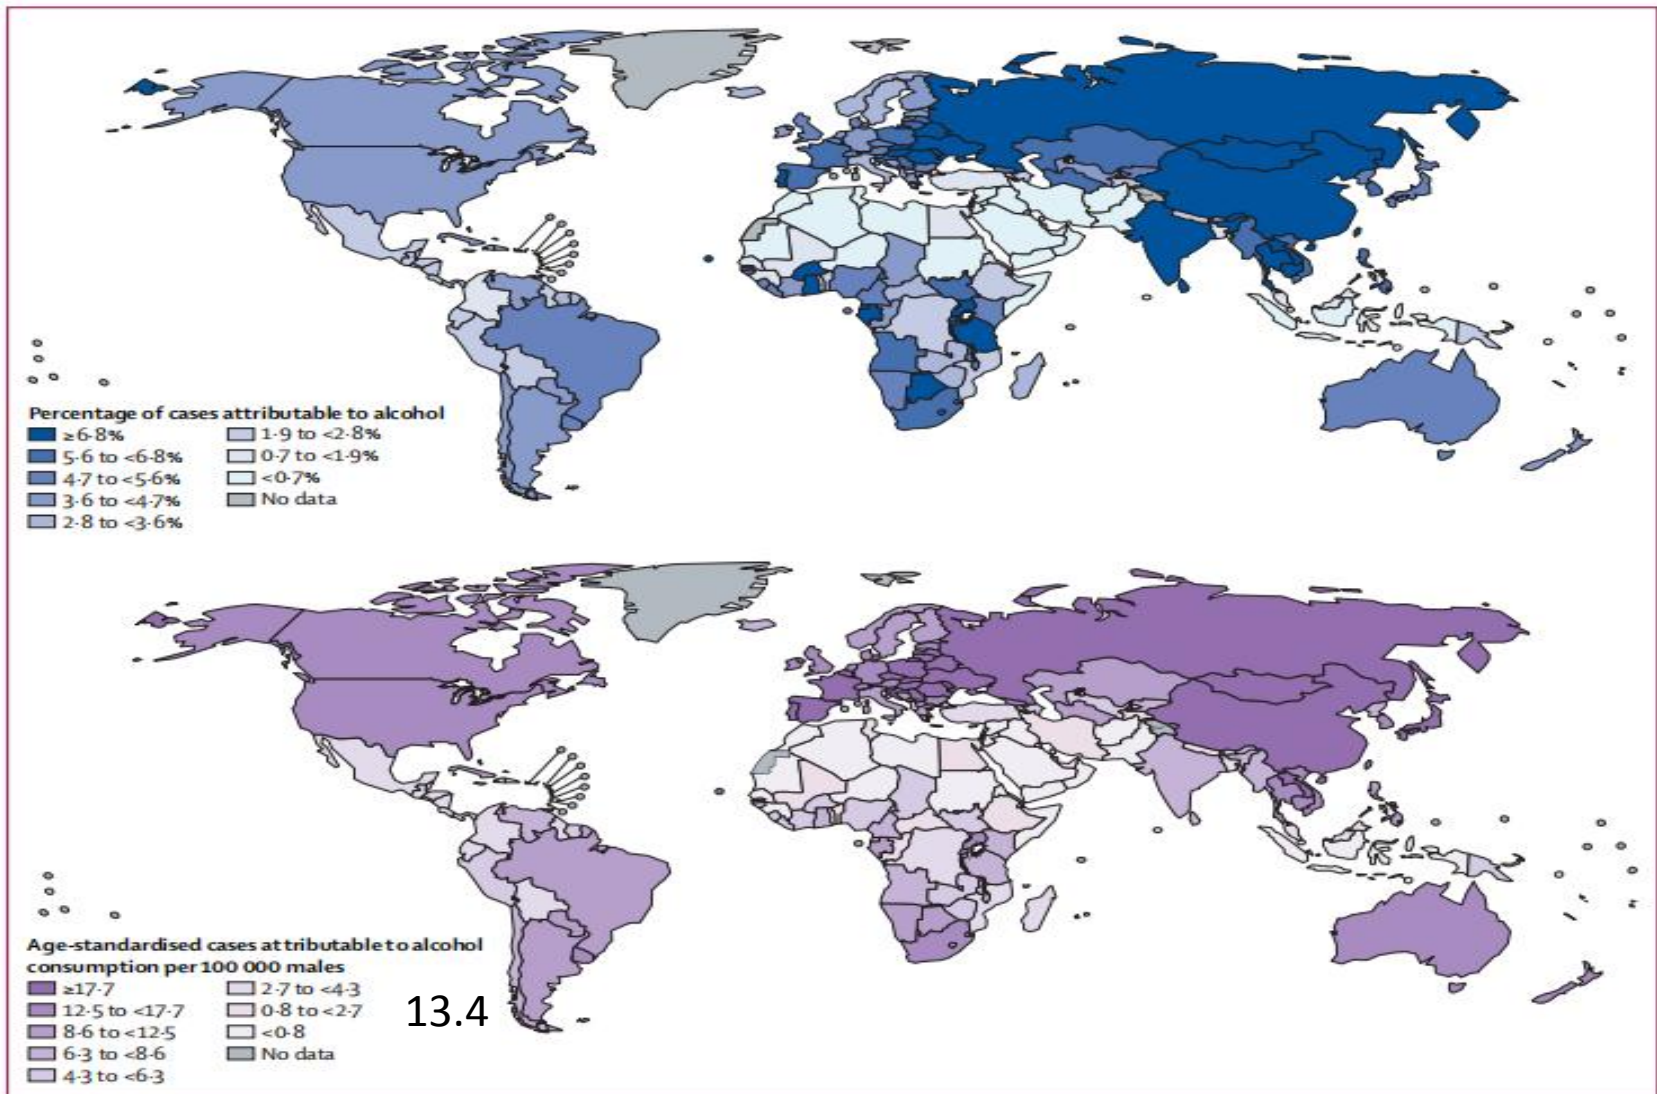 Percentage of cases attributable to alcohol
≥6·8%
5·6 to <6·8%
4·7 to <5·6%
3·6 to <4·7%
2·8 to <3·6%
1·9 to <2·8%
0·7 to <1·9%
<0·7%
No data
Age-standardised cases attributable to alcohol
consumption per 100 000 males
≥17·7
12·5 to <17·7
8·6 to <12·5
6·3 to <8·6
4·3 to <6·3
2·7 to <4·3
0·8 to <2·7
<0·8
No data
13.4